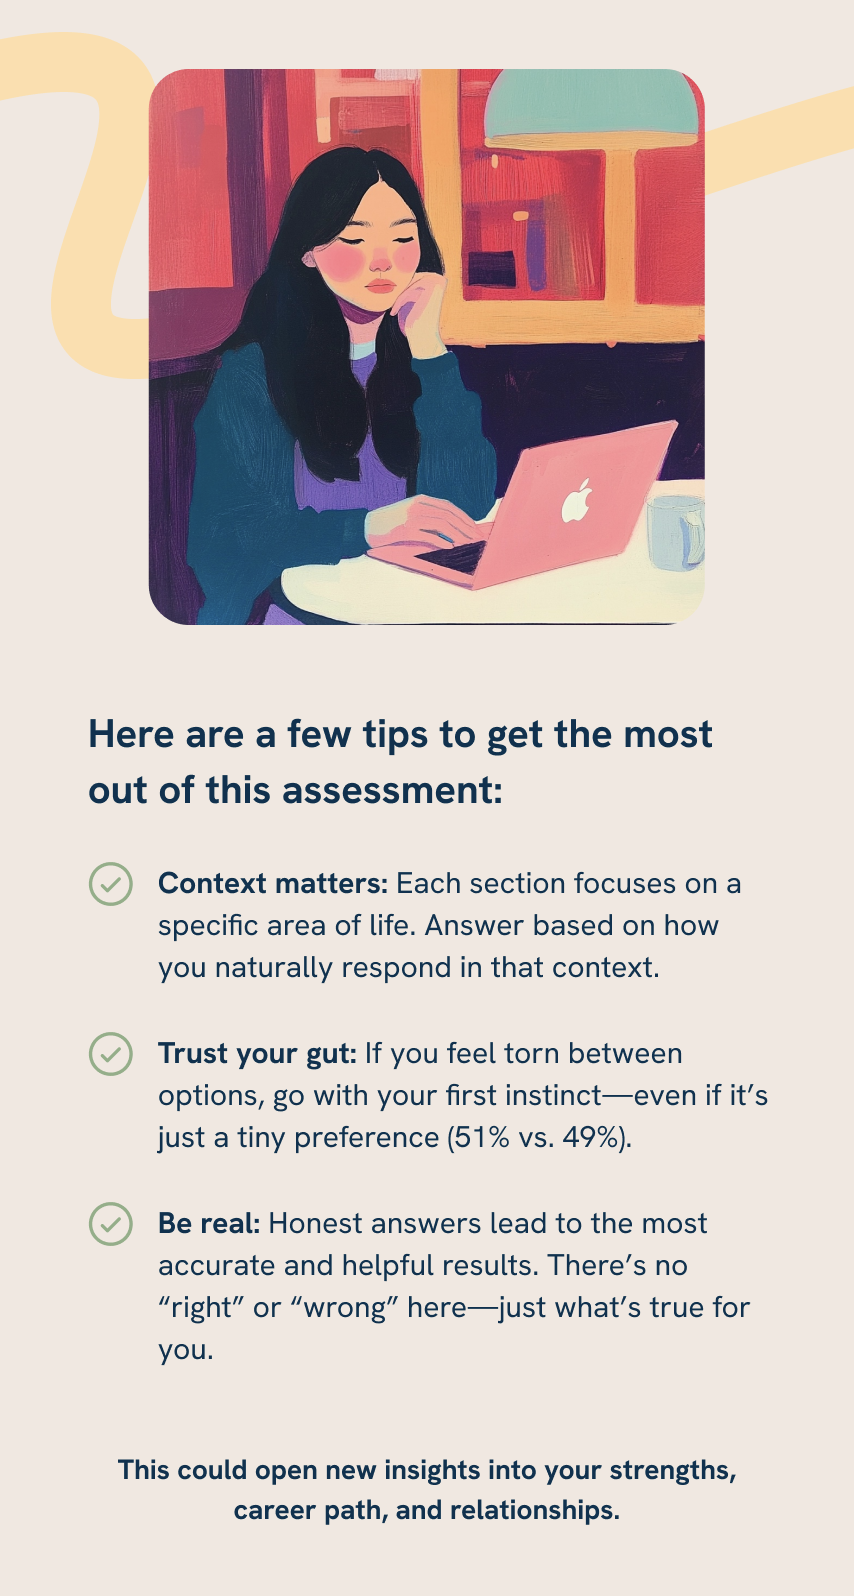 Here are a few tips to get the most
out of this assessment:
Context matters: Each section focuses on a
specific area of life. Answer based on how
you naturally respond in that context.
Trust your gut: If you feel torn between
options, go with your first instinct—even if it’s
just a tiny preference (51% vs. 49%).
Be real: Honest answers lead to the most
accurate and helpful results. There’s no
“right” or “wrong” here—just what’s true for
you.
This could open new insights into your strengths,
career path, and relationships.